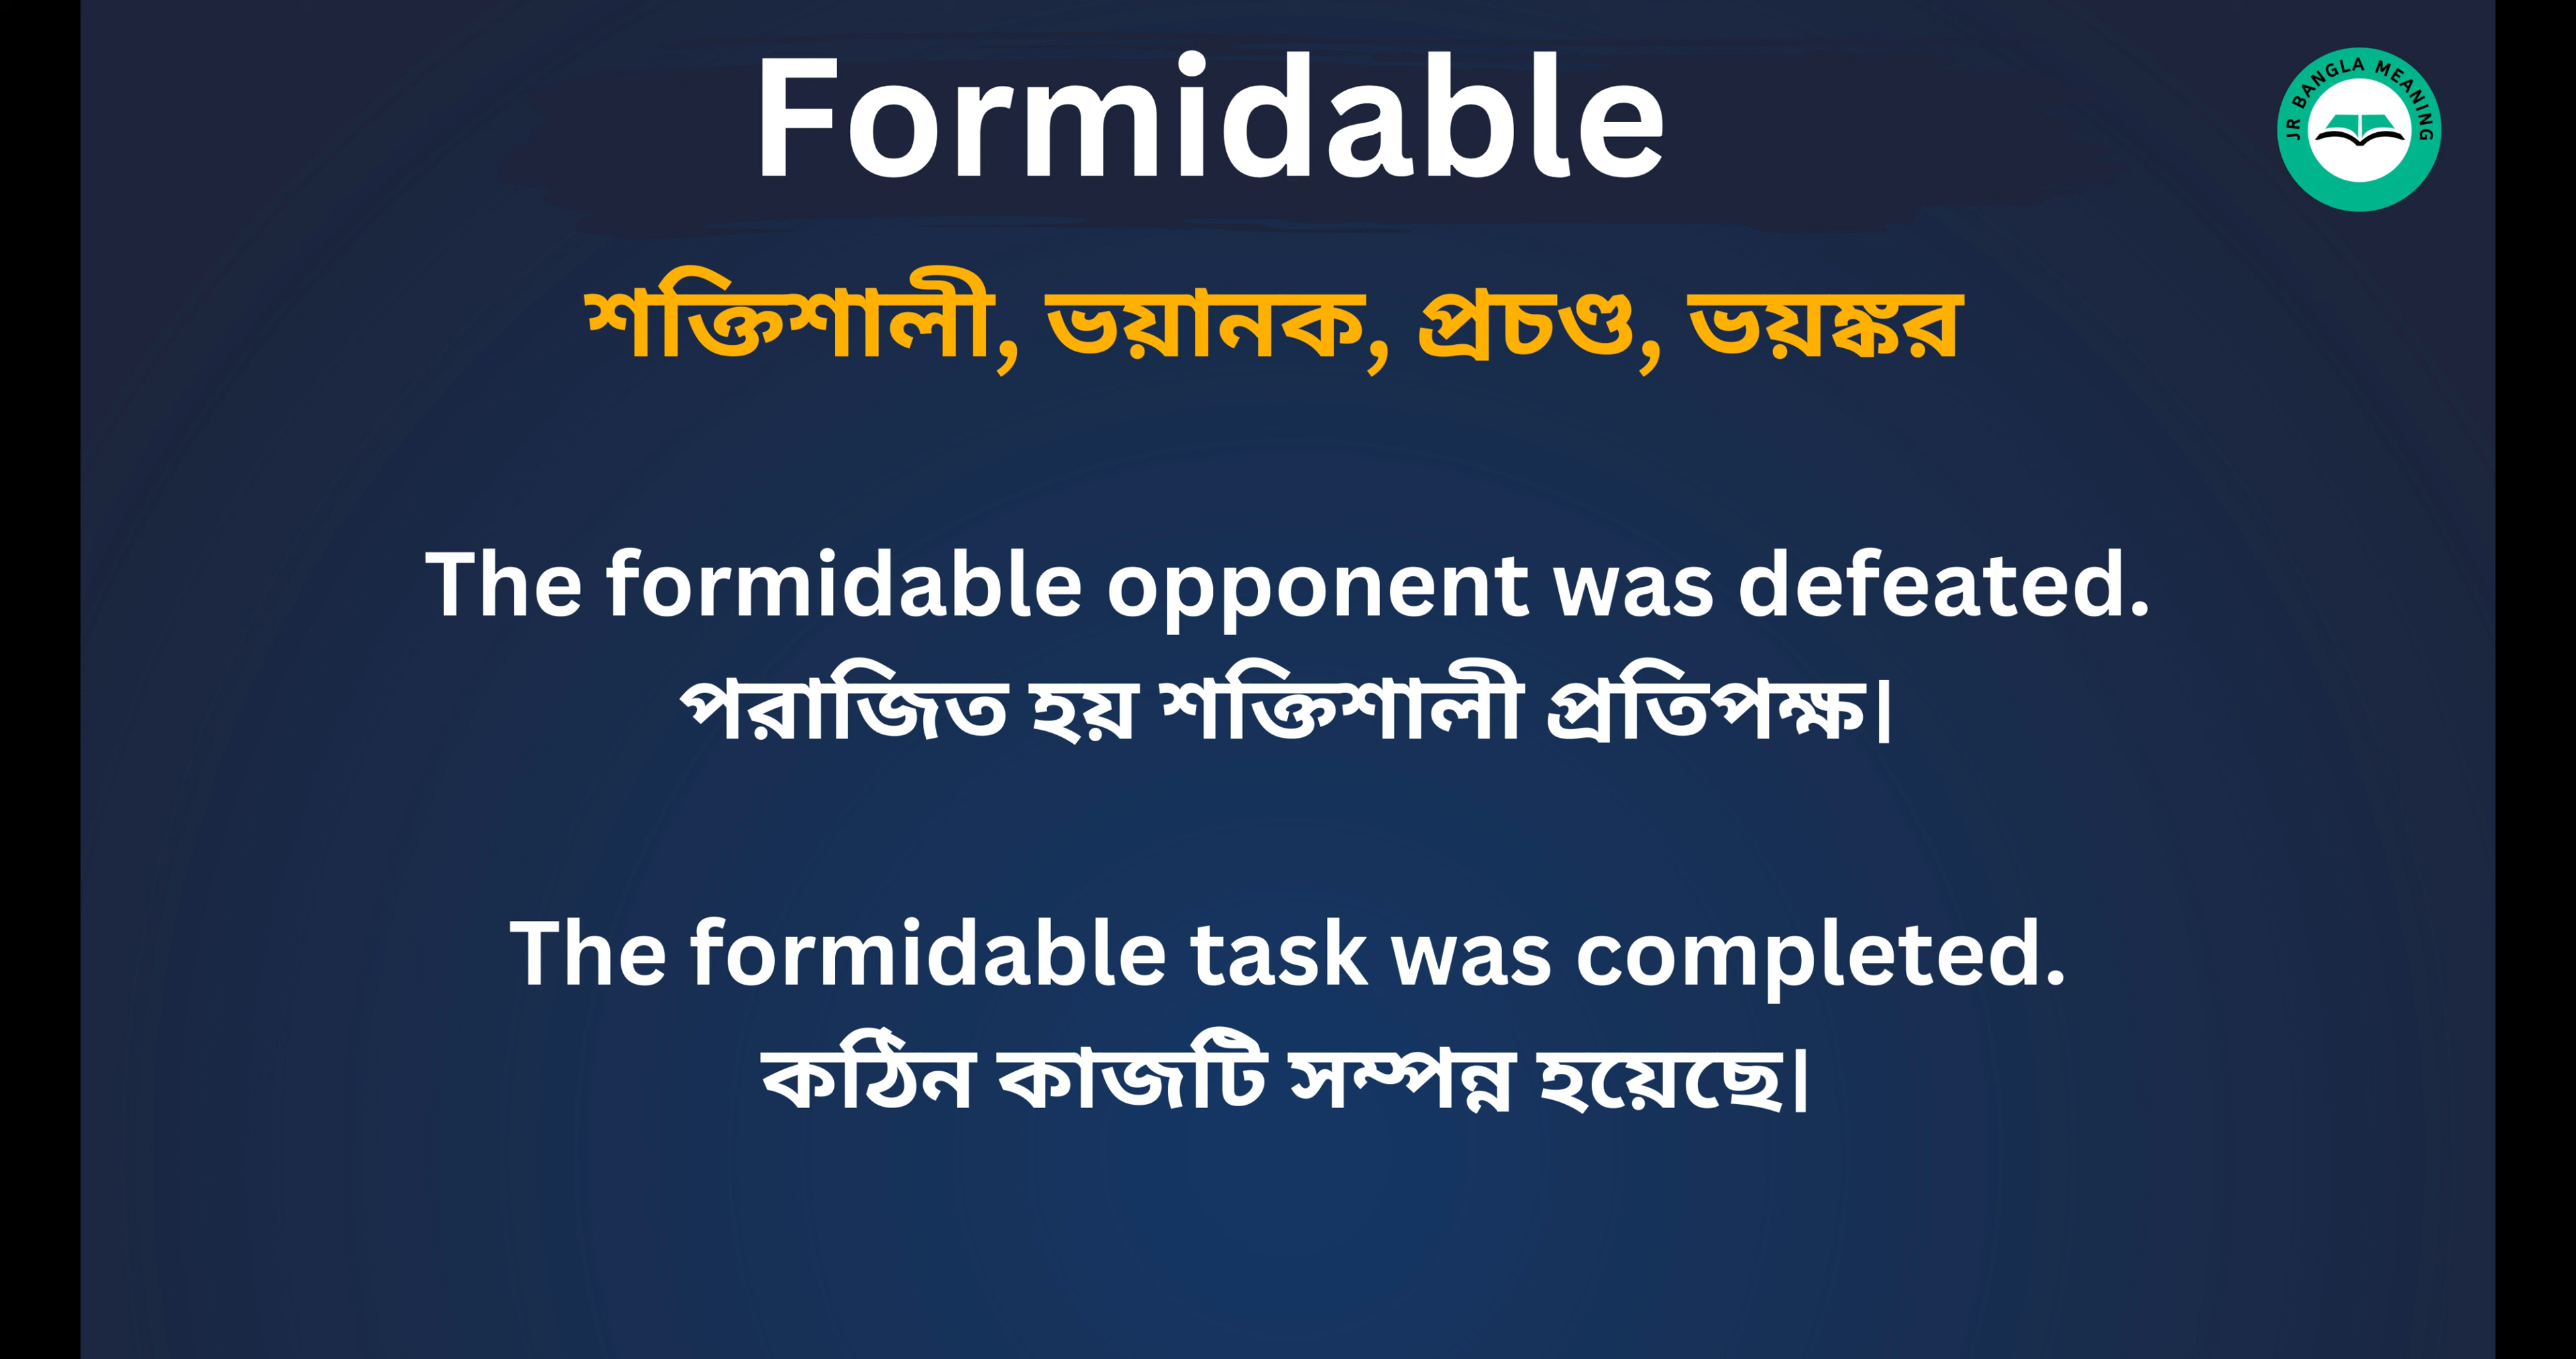 Formidable
JR BANGLA MEANING
শক্তিশালী, ভয়ানক, প্রচণ্ড, ভয়ঙ্কর
The formidable opponent was defeated.
পরাজিত হয় শক্তিশালী প্রতিপক্ষ।
The formidable task was completed.
কঠিন কাজটি সম্পন্ন হয়েছে।